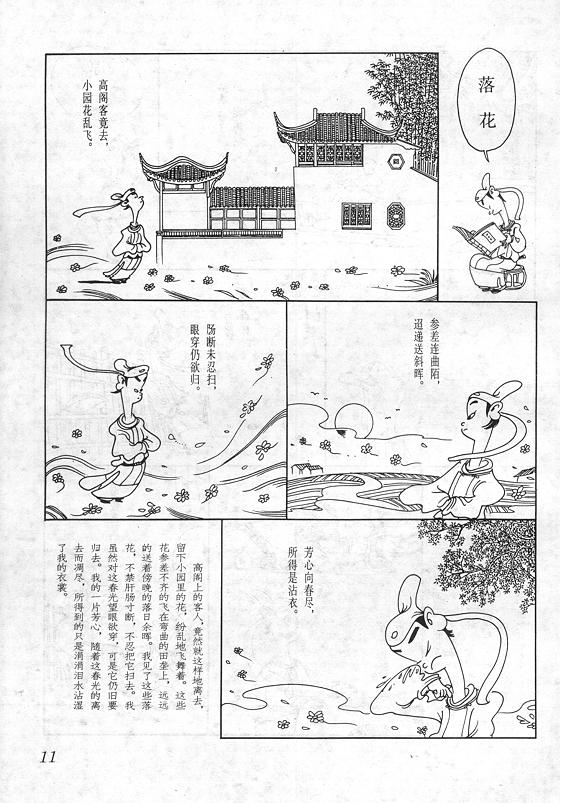 落花
高阁客竟去，
小园花乱飞。
参差连曲陌，
迢递送斜晖。
肠断未忍扫，
眼穿仍欲归。
芳心向春尽，
所得是沾衣。
高阁上的客人，竟然就这样地离去，
留下小园里的花，纷乱地飞舞着。这些
花参差不齐的飞在弯曲的田垄上，远远
的送着傍晚的落日余晖。我见了这些落
花，不禁肝肠寸断，不忍把它扫去。我
虽然对这春光望眼欲穿，可是它仍旧要
归去。我的一片芳心，随着这春光的离
去而凋尽，所得到的只是涓涓泪水沾湿
了我的衣裳。
11